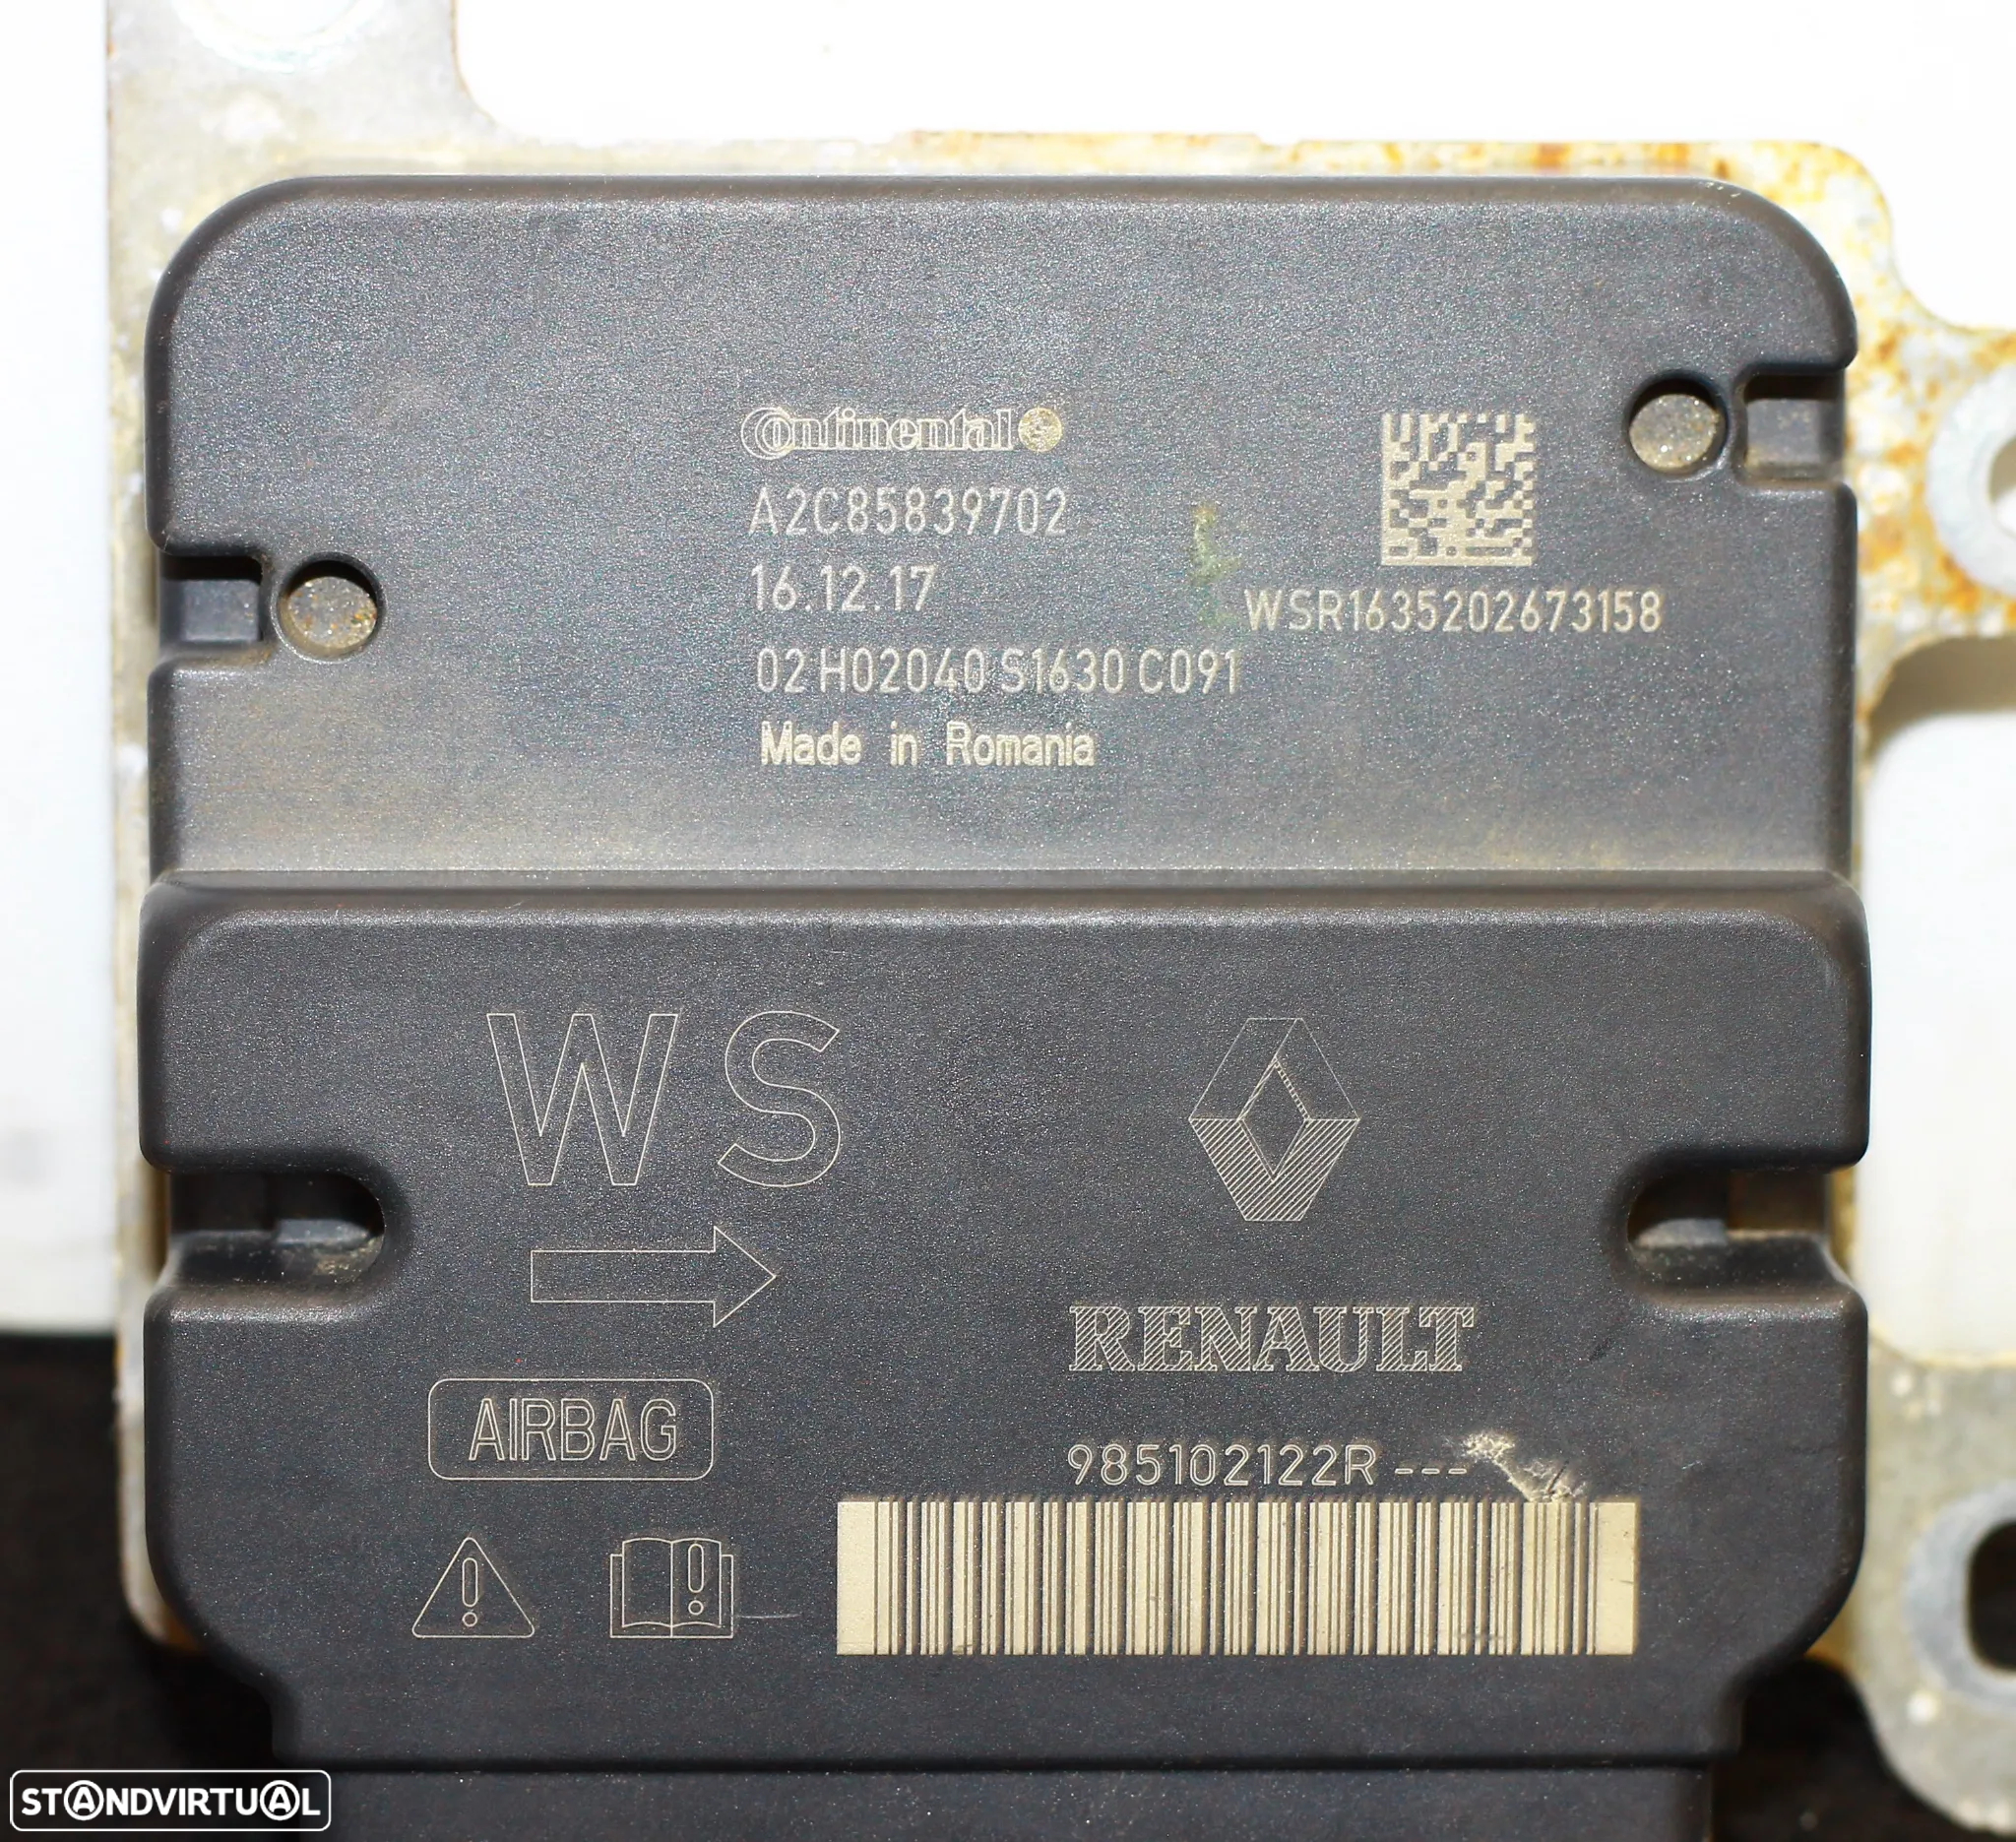 Continental
A2C85839702
16.12.17
WSR1635202673158
02 H02040 S1630 C091
Made in Romania
WS
RENAULT
AIRBAG
985102122R ---
STANDVIRTUAL